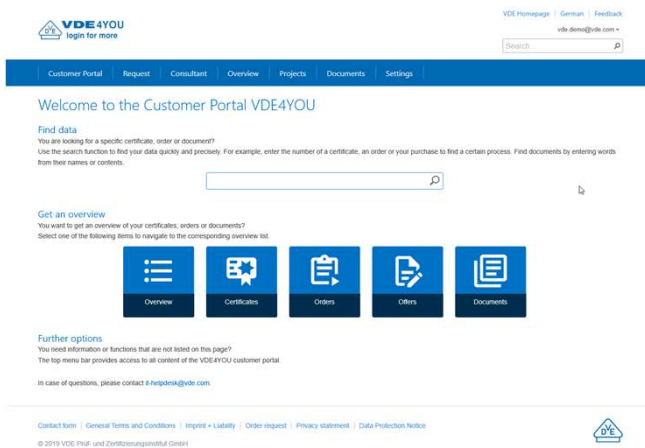 VDE Homepage | German | Feedback
VDE 4YOU
login for more
vde.demo@vde.com
Search...
Customer Portal Request Consultant Overview Projects Documents Settings
Welcome to the Customer Portal VDE4YOU
Find data
You are looking for a specific certificate, order or document?
Use the search function to find your data quickly and precisely. For example, enter the number of a certificate, an order or your purchase to find a certain process. Find documents by entering words
from their names or contents.
Get an overview
You want to get an overview of your certificates, orders or documents?
Select one of the following items to navigate to the corresponding overview list.
Overview Certificates Orders Offers Documents
Further options
You need information or functions that are not listed on this page?
The top menu bar provides access to all content of the VDE4YOU customer portal.
In case of questions, please contact it-helpdesk@vde.com.
Contact form | General Terms and Conditions | Imprint + Liability | Order request | Privacy statement | Data Protection Notice
DVE
© 2019 VDE Prüf- und Zertifizierungsinstitut GmbH